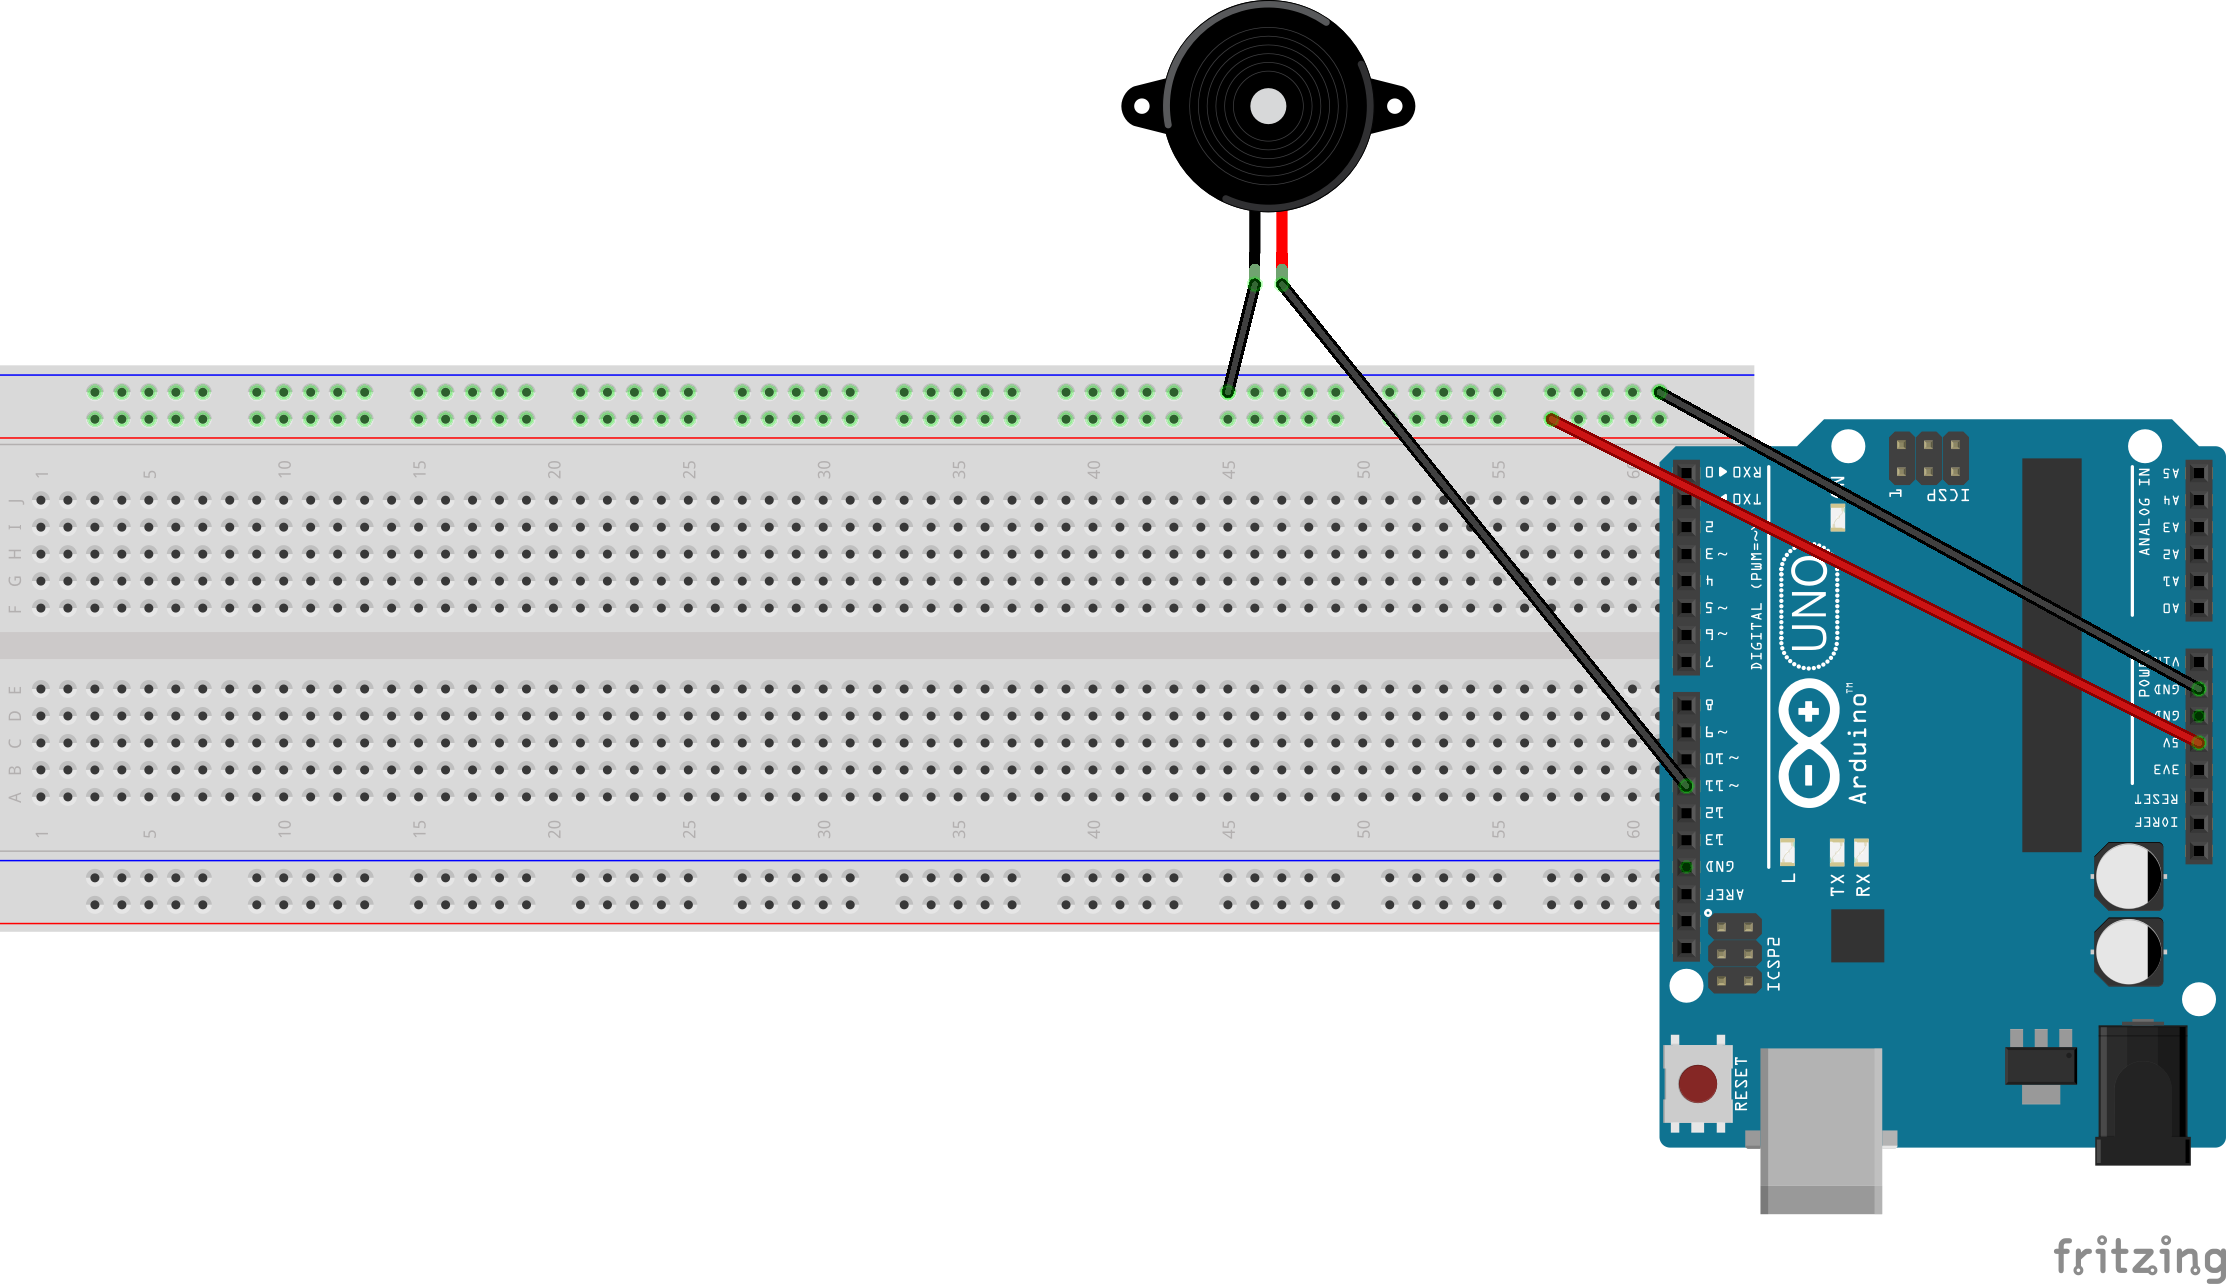 1 5 10 15 20 25 30 35 40 45 50 55 60
J
I
H
G
F
E
D
C
B
A
1 5 10 15 20 25 30 35 40 45 50 55 60
RX0 0
TX0
2
3 ~
4
5 ~
6 ~
7
8
9 ~
10 ~
11 ~
12
13
GND
AREF
DIGITAL (PWM=~)
1 ICSP
UNO
Arduino™
L
TX
RX
ICSP2
RESET
ANALOG IN
A5
A4
A3
A2
A1
A0
VIN
GND
GND
5V
3V3
RESET
IOREF
fritzing